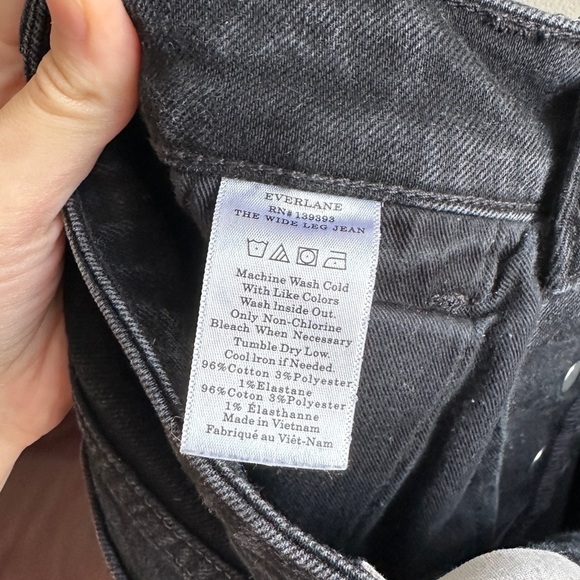 EVERLANE
RN# 139393
THE WIDE LEG JEAN
Machine Wash Cold
With Like Colors
Wash Inside Out.
Only Non-Chlorine
Bleach When Necessary
Tumble Dry Low.
Cool Iron if Needed.
96% Cotton 3% Polyester
1% Elastane
96% Cotton 3% Polyester
1% Élasthanne
Made in Vietnam
Fabriqué au Viêt-Nam